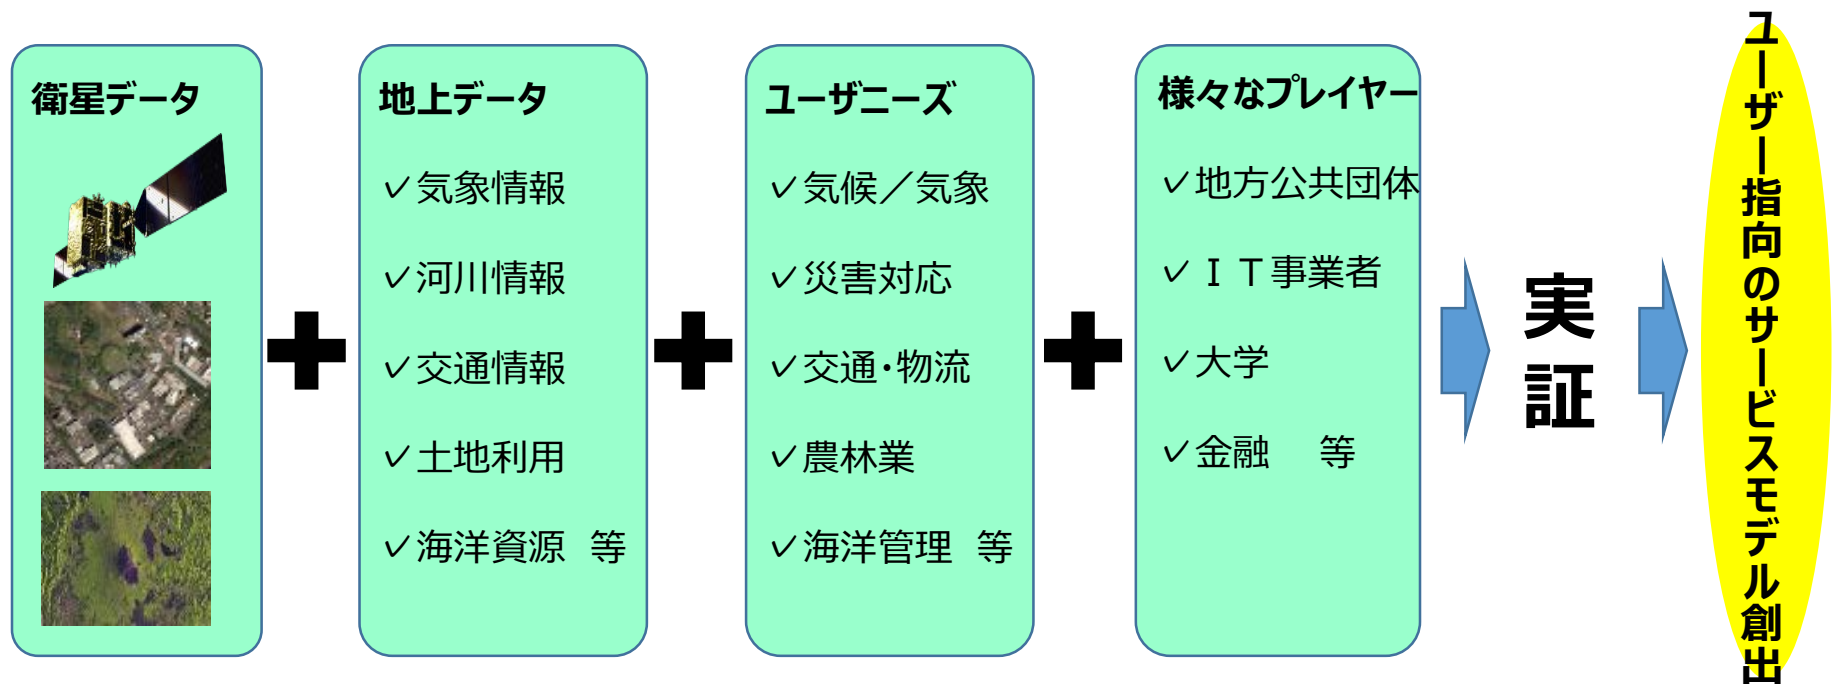 衛星データ
地上データ
✓気象情報
✓河川情報
✓交通情報
✓土地利用
✓海洋資源 等
ユーザニーズ
✓気候／気象
✓災害対応
✓交通・物流
✓農林業
✓海洋管理 等
様々なプレイヤー
✓地方公共団体
✓ＩＴ事業者
✓大学
✓金融 等
実証
ユーザー指向のサービスモデル創出